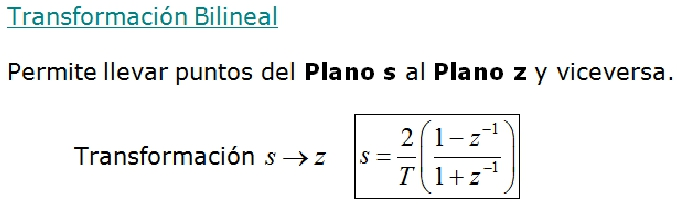 Transformación Bilineal
Permite llevar puntos del Plano s al Plano z y viceversa.
Transformación s → z s = 2/T ( (1 − z⁻¹) / (1 + z⁻¹) )